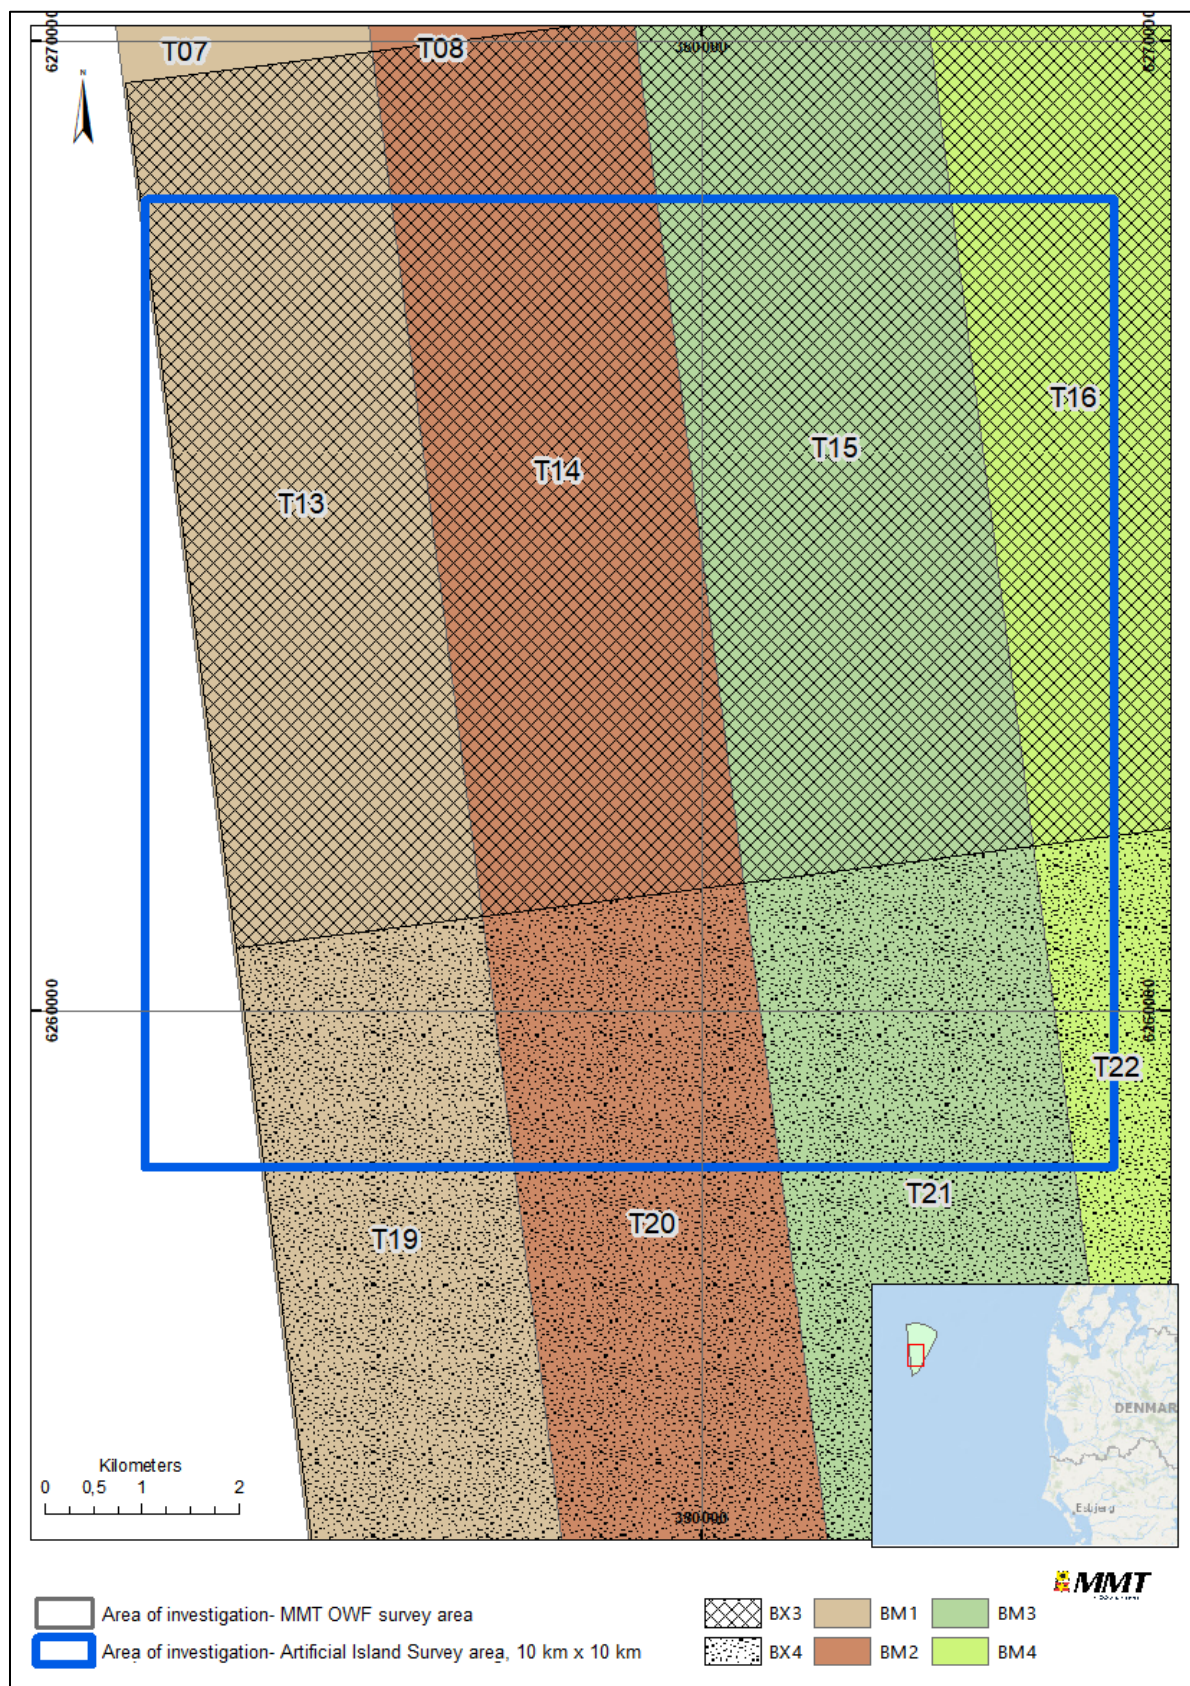 T07
T08
380000
6270000
6270000
N
T16
T15
T14
T13
6260000
6260000
T22
T21
T20
T19
DENMAR
Esbjerg
Kilometers
0 0,5 1 2
380000
MMT
Area of investigation- MMT OWF survey area
Area of investigation- Artificial Island Survey area, 10 km x 10 km
BX3 BM1 BM3
BX4 BM2 BM4